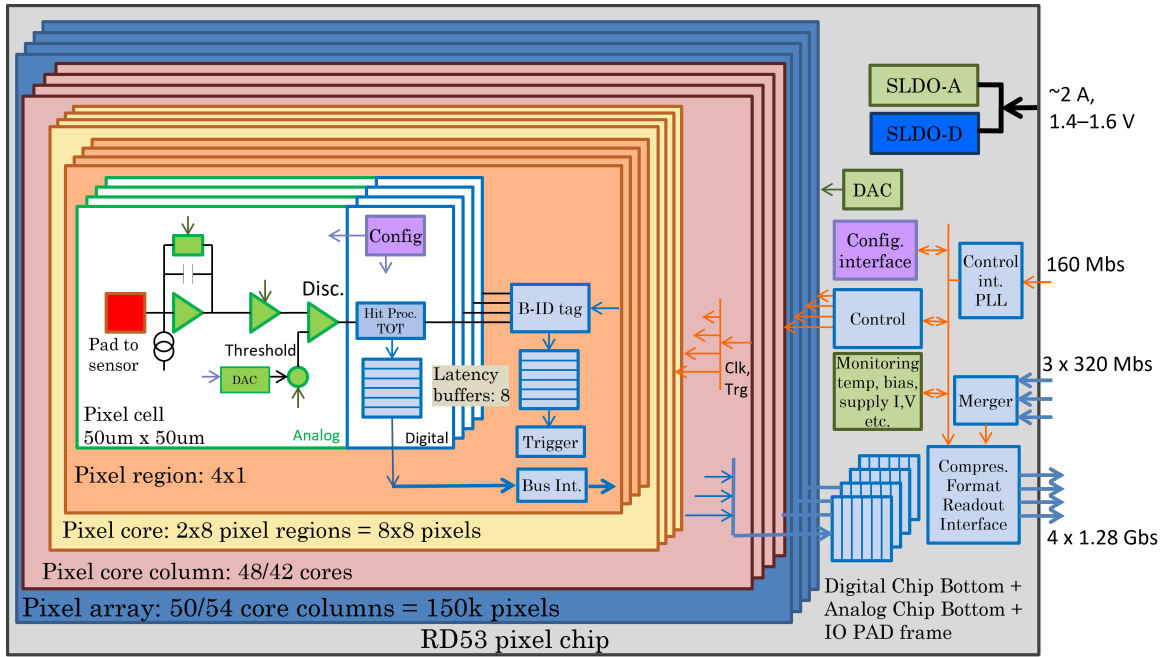 SLDO-A
SLDO-D
~2 A,
1.4–1.6 V
DAC
Config.
interface
Control
int.
PLL
160 Mbs
Control
Monitoring
temp, bias,
supply I,V
etc.
3 x 320 Mbs
Merger
Compres.
Format
Readout
Interface
4 x 1.28 Gbs
Clk,
Trg
Config
Disc.
Hit Proc.
TOT
B-ID tag
Pad to
sensor
Threshold
DAC
Latency
buffers: 8
Pixel cell
50um x 50um
Analog
Digital
Trigger
Bus Int.
Pixel region: 4x1
Pixel core: 2x8 pixel regions = 8x8 pixels
Pixel core column: 48/42 cores
Pixel array: 50/54 core columns = 150k pixels
Digital Chip Bottom +
Analog Chip Bottom +
IO PAD frame
RD53 pixel chip